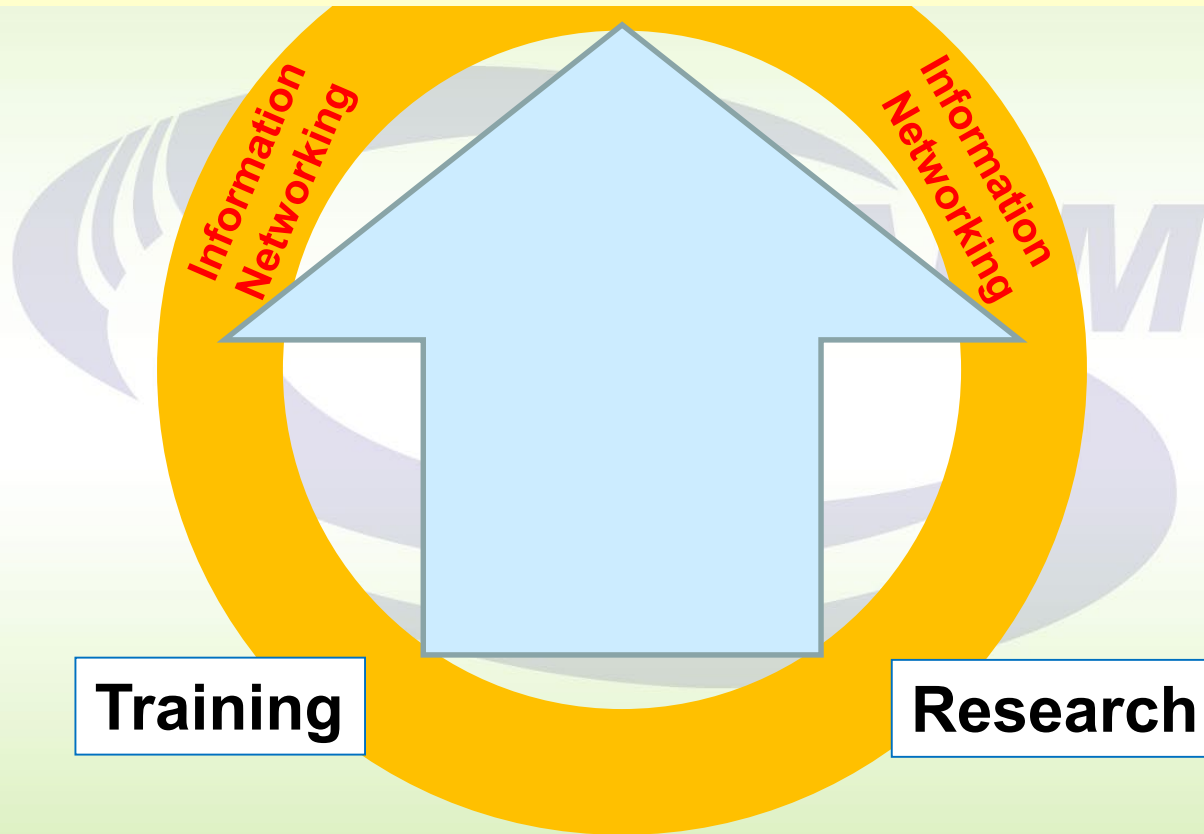 Information
Networking
Information
Networking
M
Training
Research